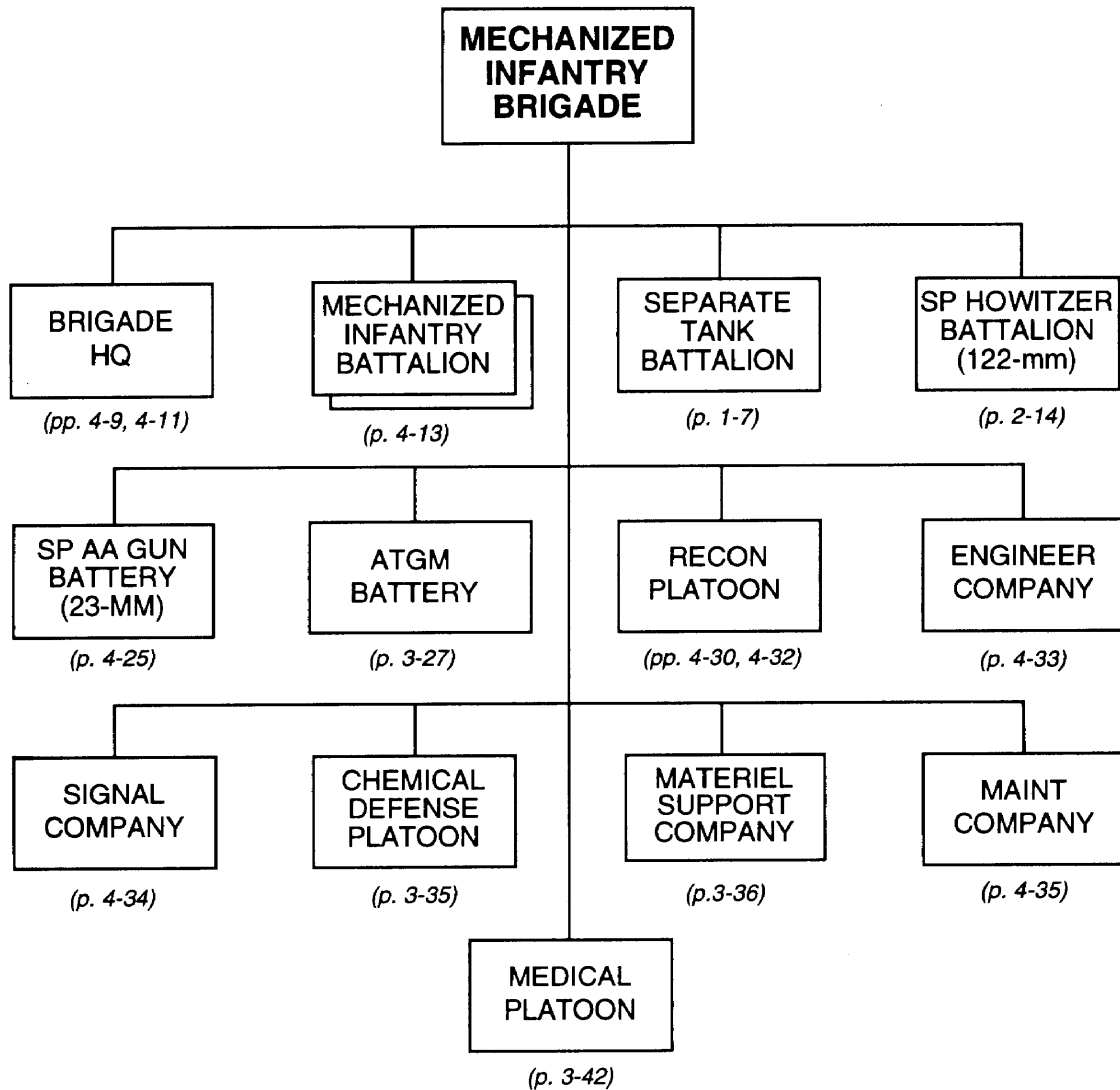 MECHANIZED
INFANTRY
BRIGADE
BRIGADE
HQ
(pp. 4-9, 4-11)
MECHANIZED
INFANTRY
BATTALION
(p. 4-13)
SEPARATE
TANK
BATTALION
(p. 1-7)
SP HOWITZER
BATTALION
(122-mm)
(p. 2-14)
SP AA GUN
BATTERY
(23-MM)
(p. 4-25)
ATGM
BATTERY
(p. 3-27)
RECON
PLATOON
(pp. 4-30, 4-32)
ENGINEER
COMPANY
(p. 4-33)
SIGNAL
COMPANY
(p. 4-34)
CHEMICAL
DEFENSE
PLATOON
(p. 3-35)
MATERIEL
SUPPORT
COMPANY
(p.3-36)
MAINT
COMPANY
(p. 4-35)
MEDICAL
PLATOON
(p. 3-42)